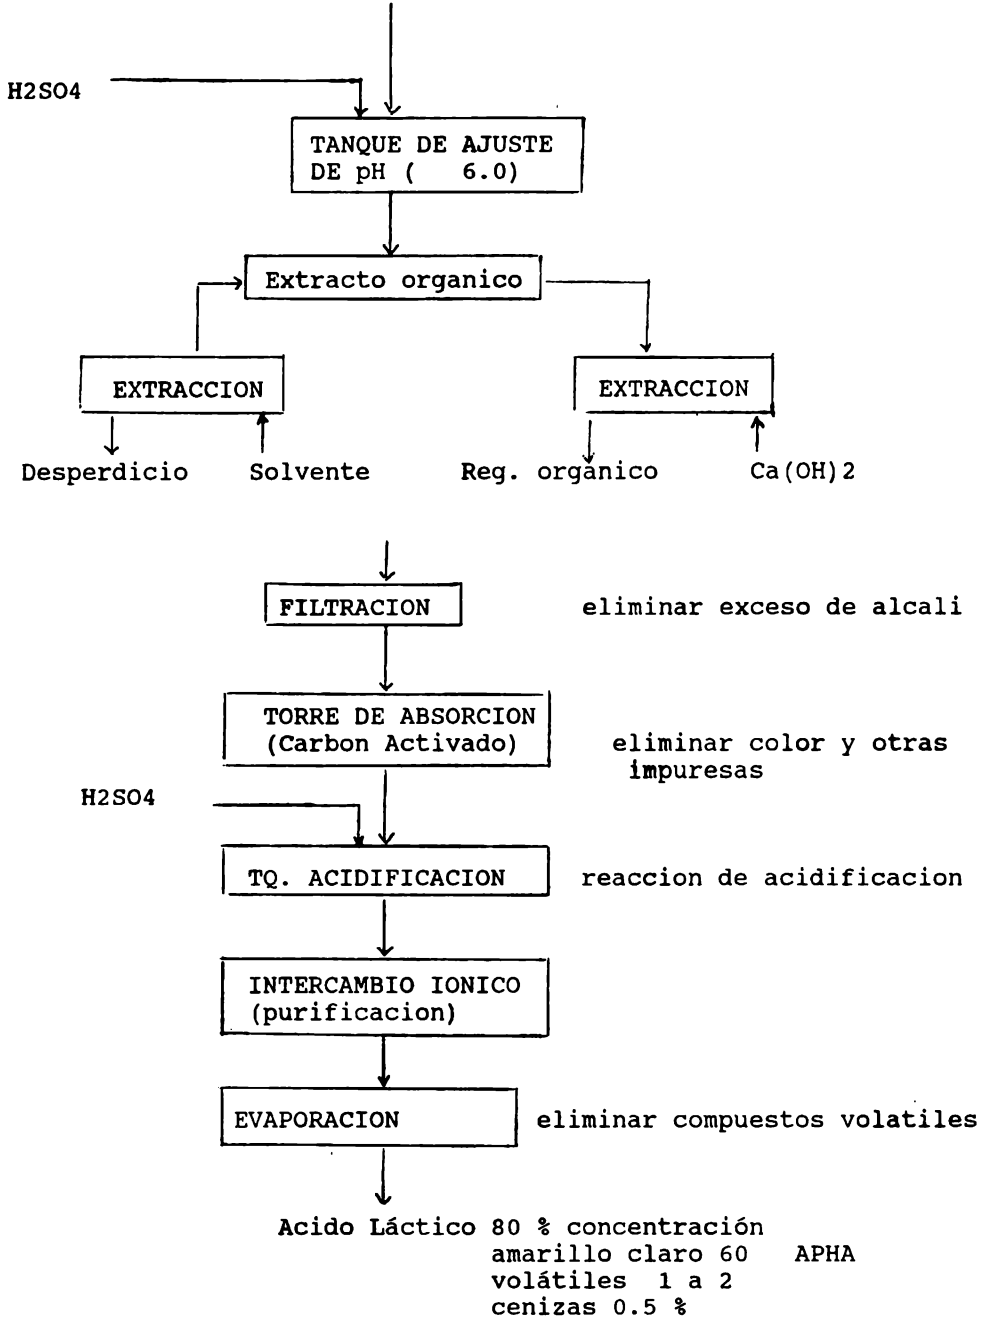 H2SO4
TANQUE DE AJUSTE
DE pH ( 6.0)
Extracto organico
EXTRACCION
EXTRACCION
Desperdicio
Solvente
Reg. orgánico
Ca(OH)2
FILTRACION
eliminar exceso de alcali
TORRE DE ABSORCION
(Carbon Activado)
eliminar color y otras
impuresas
H2SO4
TQ. ACIDIFICACION
reaccion de acidificacion
INTERCAMBIO IONICO
(purificacion)
EVAPORACION
eliminar compuestos volatiles
Acido Láctico 80 % concentración
amarillo claro 60 APHA
volátiles 1 a 2
cenizas 0.5 %